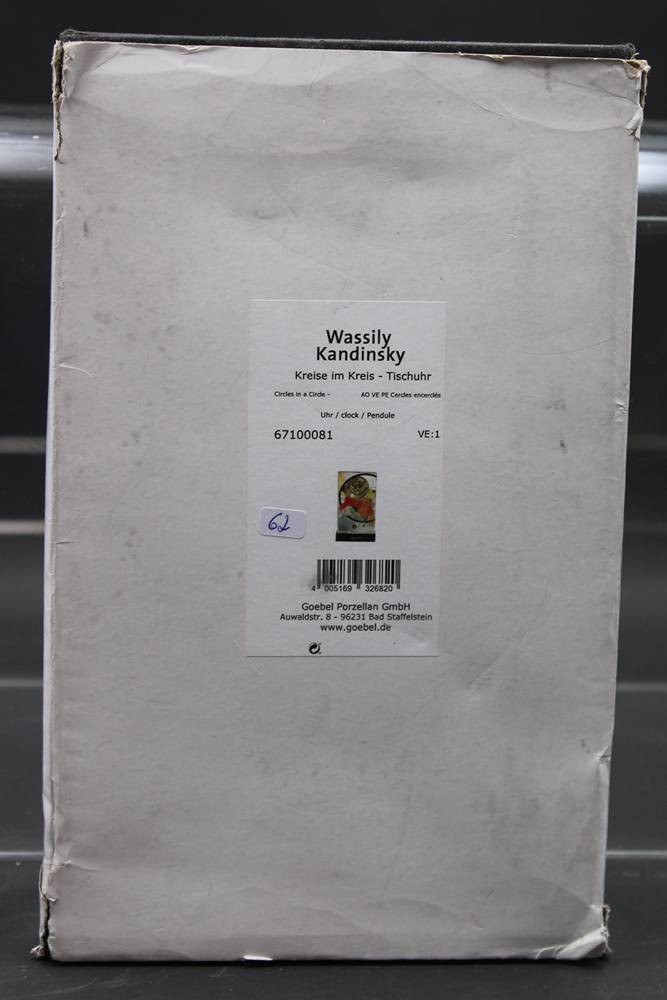 Wassily
Kandinsky
Kreise im Kreis - Tischuhr
Circles in a Circle - AO VE PE Cercles encerclés
Uhr / clock / Pendule
67100081 VE:1
62
4 005169 326820
Goebel Porzellan GmbH
Auwaldstr. 8 - 96231 Bad Staffelstein
www.goebel.de